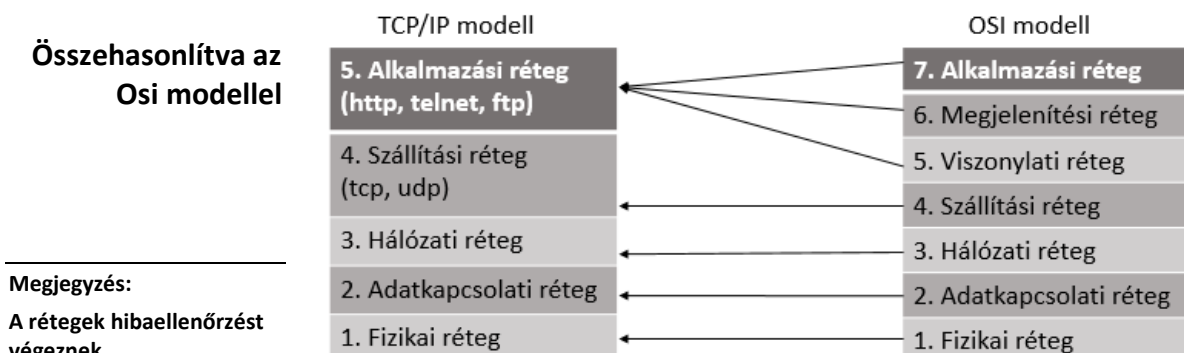 Összehasonlítva az
Osi modellel
Megjegyzés:
A rétegek hibaellenőrzést
végeznek
TCP/IP modell
5. Alkalmazási réteg
(http, telnet, ftp)
4. Szállítási réteg
(tcp, udp)
3. Hálózati réteg
2. Adatkapcsolati réteg
1. Fizikai réteg
OSI modell
7. Alkalmazási réteg
6. Megjelenítési réteg
5. Viszonylati réteg
4. Szállítási réteg
3. Hálózati réteg
2. Adatkapcsolati réteg
1. Fizikai réteg